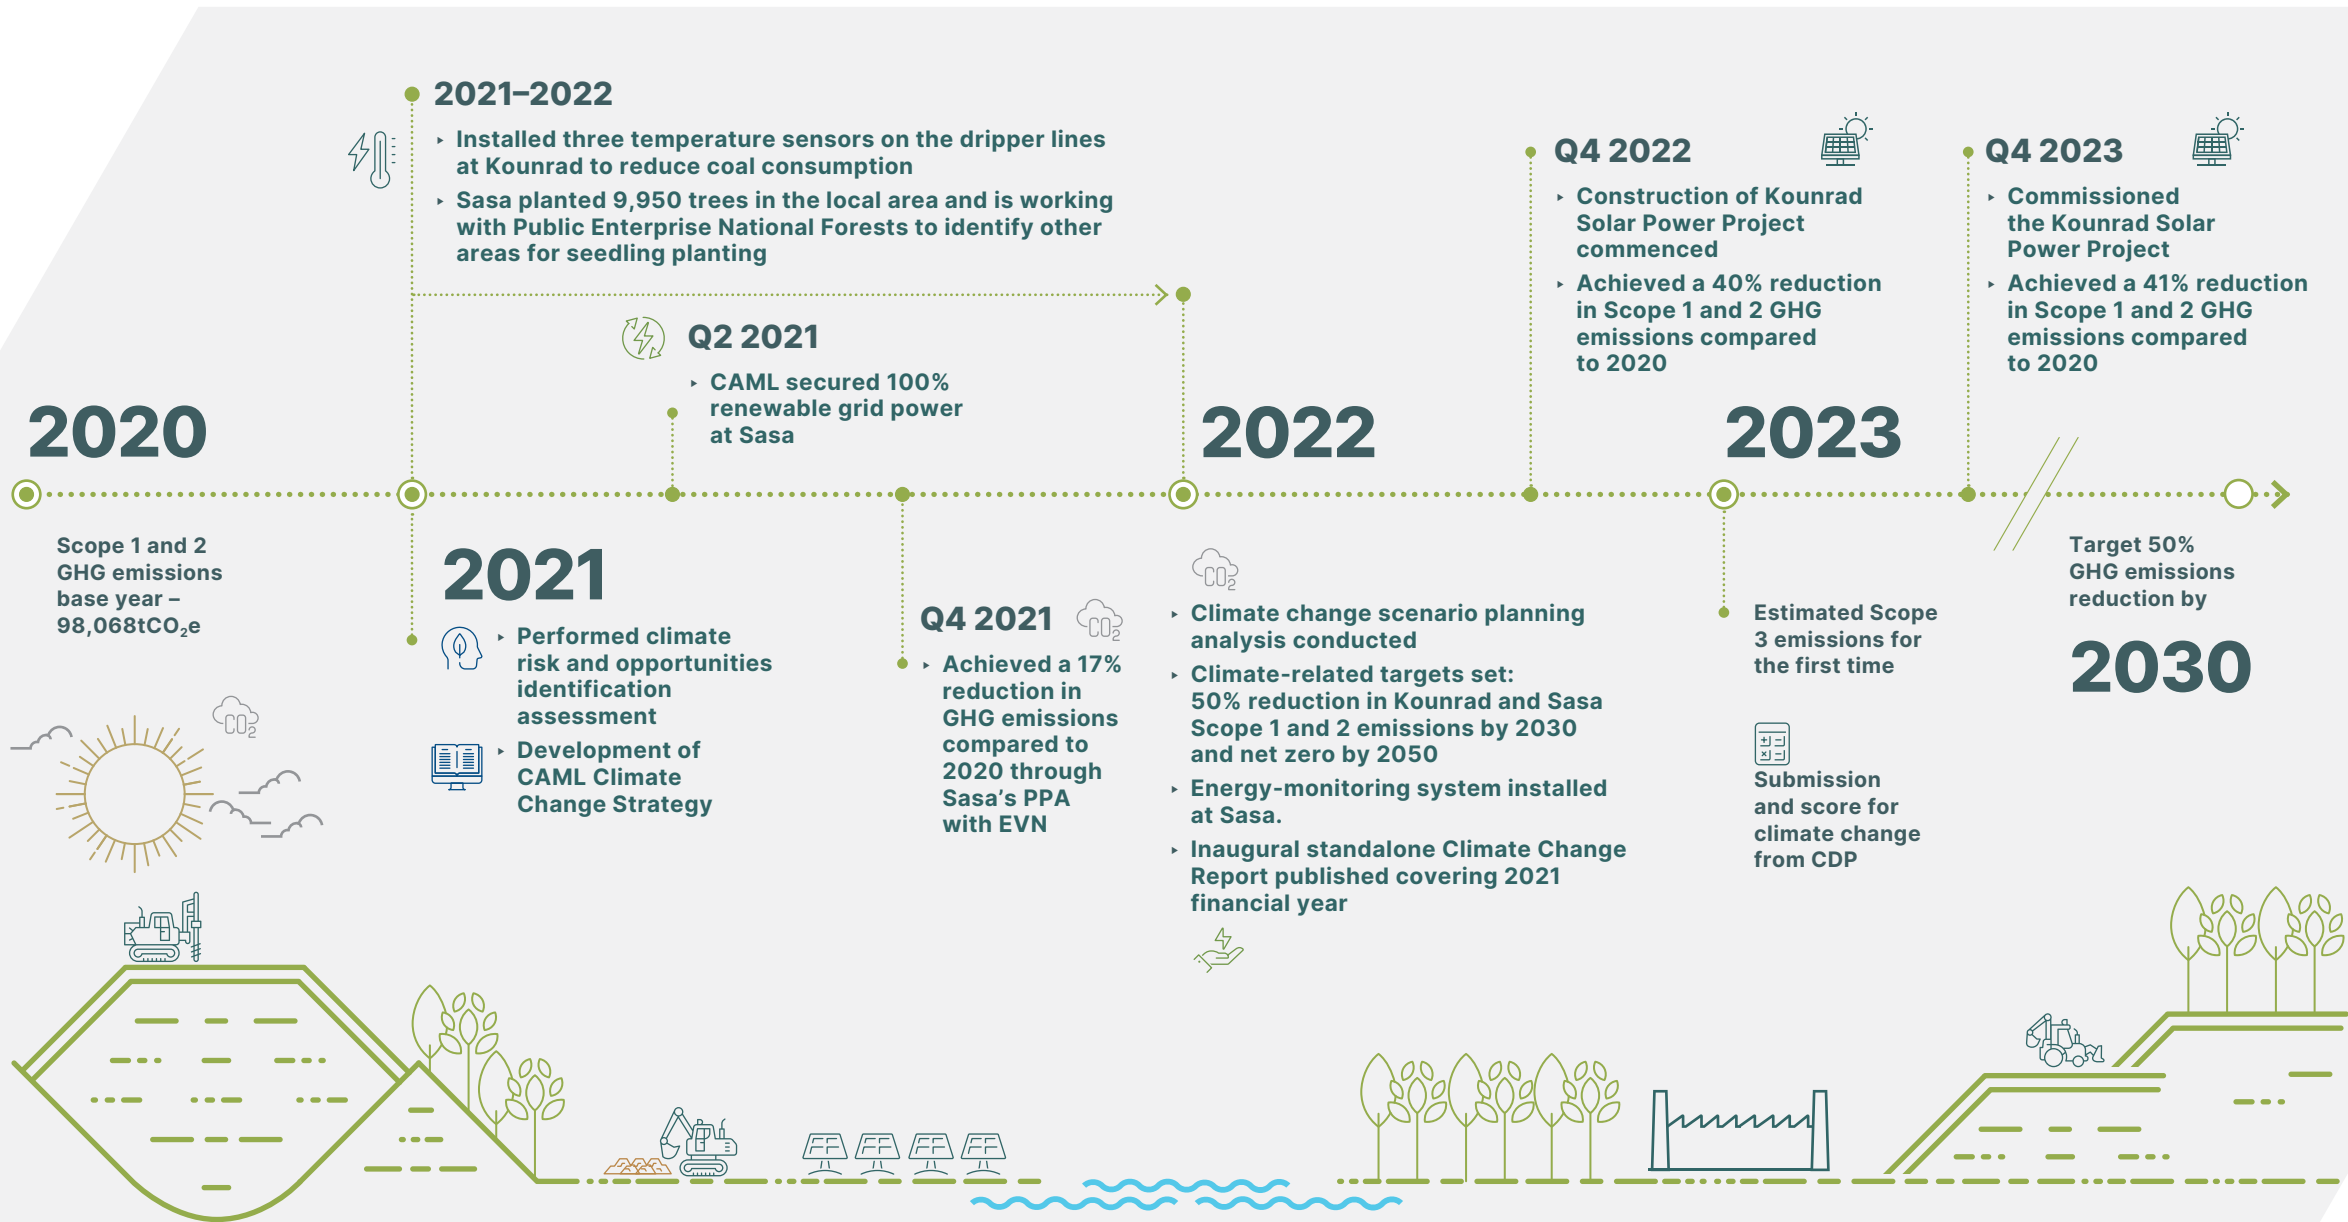 2021–2022
Installed three temperature sensors on the dripper lines
at Kounrad to reduce coal consumption
Sasa planted 9,950 trees in the local area and is working
with Public Enterprise National Forests to identify other
areas for seedling planting
Q2 2021
CAML secured 100%
renewable grid power
at Sasa
Q4 2022
Construction of Kounrad
Solar Power Project
commenced
Achieved a 40% reduction
in Scope 1 and 2 GHG
emissions compared
to 2020
Q4 2023
Commissioned
the Kounrad Solar
Power Project
Achieved a 41% reduction
in Scope 1 and 2 GHG
emissions compared
to 2020
2020
Scope 1 and 2
GHG emissions
base year –
98,068tCO₂e
CO2
2021
Performed climate
risk and opportunities
identification
assessment
Development of
CAML Climate
Change Strategy
Q4 2021
CO2
Achieved a 17%
reduction in
GHG emissions
compared to
2020 through
Sasa’s PPA
with EVN
2022
CO2
Climate change scenario planning
analysis conducted
Climate-related targets set:
50% reduction in Kounrad and Sasa
Scope 1 and 2 emissions by 2030
and net zero by 2050
Energy-monitoring system installed
at Sasa.
Inaugural standalone Climate Change
Report published covering 2021
financial year
2023
Estimated Scope
3 emissions for
the first time
Submission
and score for
climate change
from CDP
Target 50%
GHG emissions
reduction by
2030